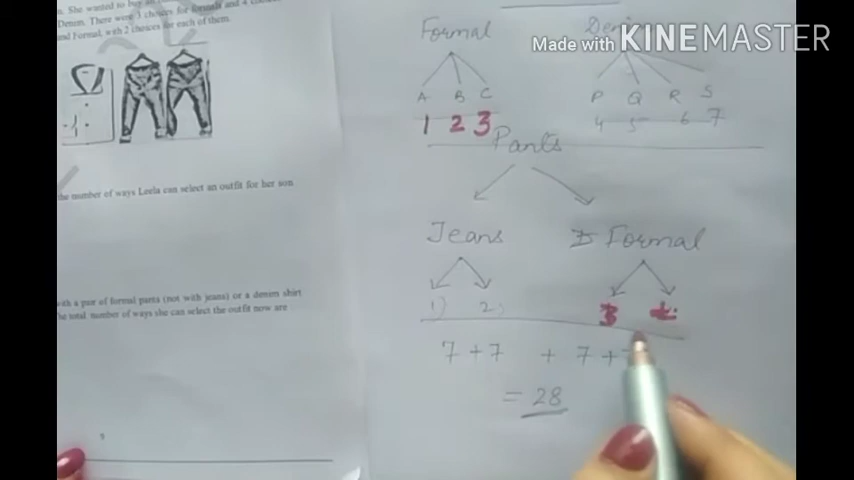 n. She wanted to buy an
Denim. There were 3 choices for formals and 4
and Formal, with 2 choices for each of them.
the number of ways Leela can select an outfit for her son
with a pair of formal pants (not with jeans) or a denim shirt
he total number of ways she can select the outfit now are
9
Made with KINEMASTER
Formal
A B C P Q R S
1 2 3 4 5 6 7
Pants
Jeans Formal
1) 2) 3 4
7 + 7 + 7 +
= 28